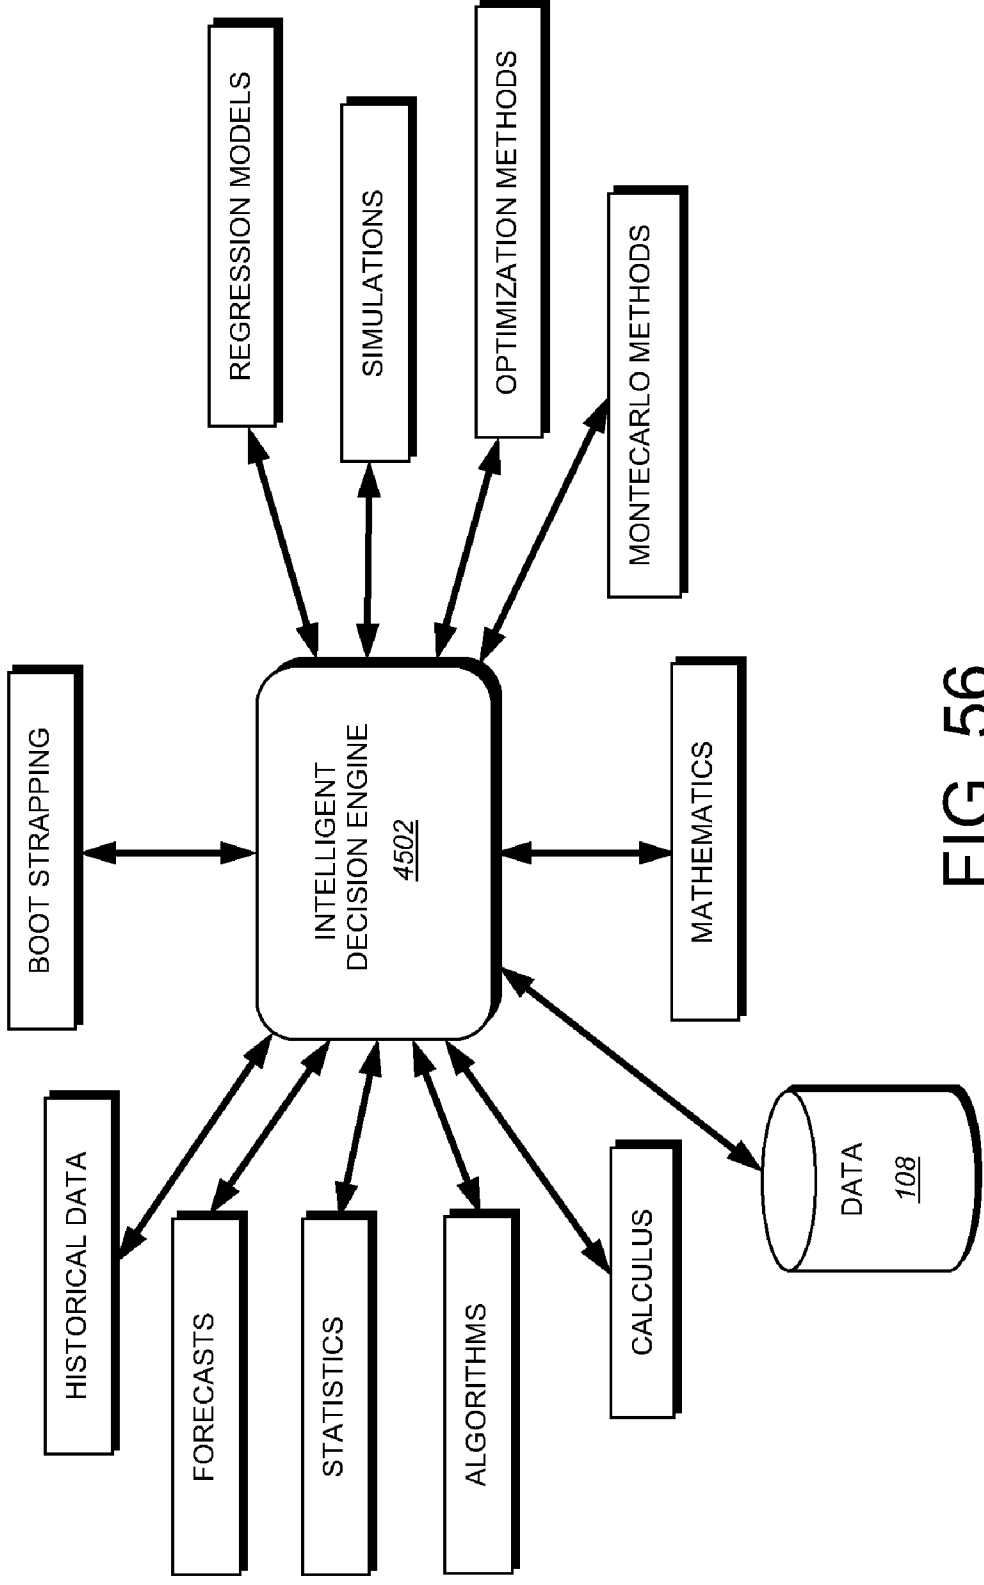 BOOT STRAPPING
HISTORICAL DATA
FORECASTS
STATISTICS
ALGORITHMS
CALCULUS
DATA
108
INTELLIGENT
DECISION ENGINE
4502
MATHEMATICS
REGRESSION MODELS
SIMULATIONS
OPTIMIZATION METHODS
MONTECARLO METHODS
FIG. 56